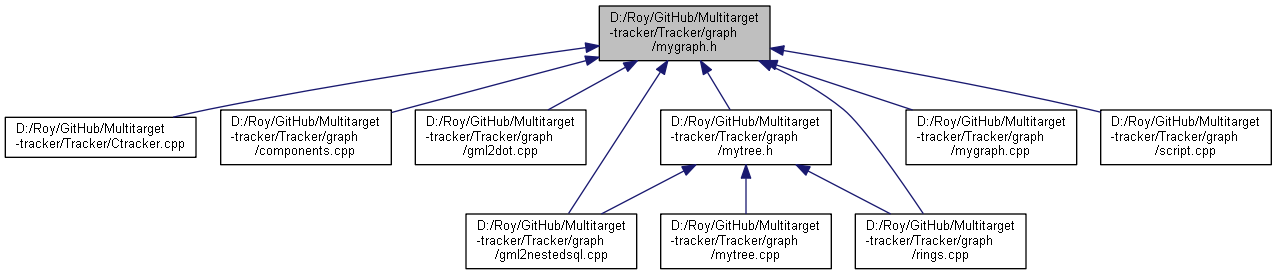 D:/Roy/GitHub/Multitarget
-tracker/Tracker/graph
/mygraph.h
D:/Roy/GitHub/Multitarget
-tracker/Tracker/Ctracker.cpp
D:/Roy/GitHub/Multitarget
-tracker/Tracker/graph
/components.cpp
D:/Roy/GitHub/Multitarget
-tracker/Tracker/graph
/gml2dot.cpp
D:/Roy/GitHub/Multitarget
-tracker/Tracker/graph
/mytree.h
D:/Roy/GitHub/Multitarget
-tracker/Tracker/graph
/mygraph.cpp
D:/Roy/GitHub/Multitarget
-tracker/Tracker/graph
/script.cpp
D:/Roy/GitHub/Multitarget
-tracker/Tracker/graph
/gml2nestedsql.cpp
D:/Roy/GitHub/Multitarget
-tracker/Tracker/graph
/mytree.cpp
D:/Roy/GitHub/Multitarget
-tracker/Tracker/graph
/rings.cpp